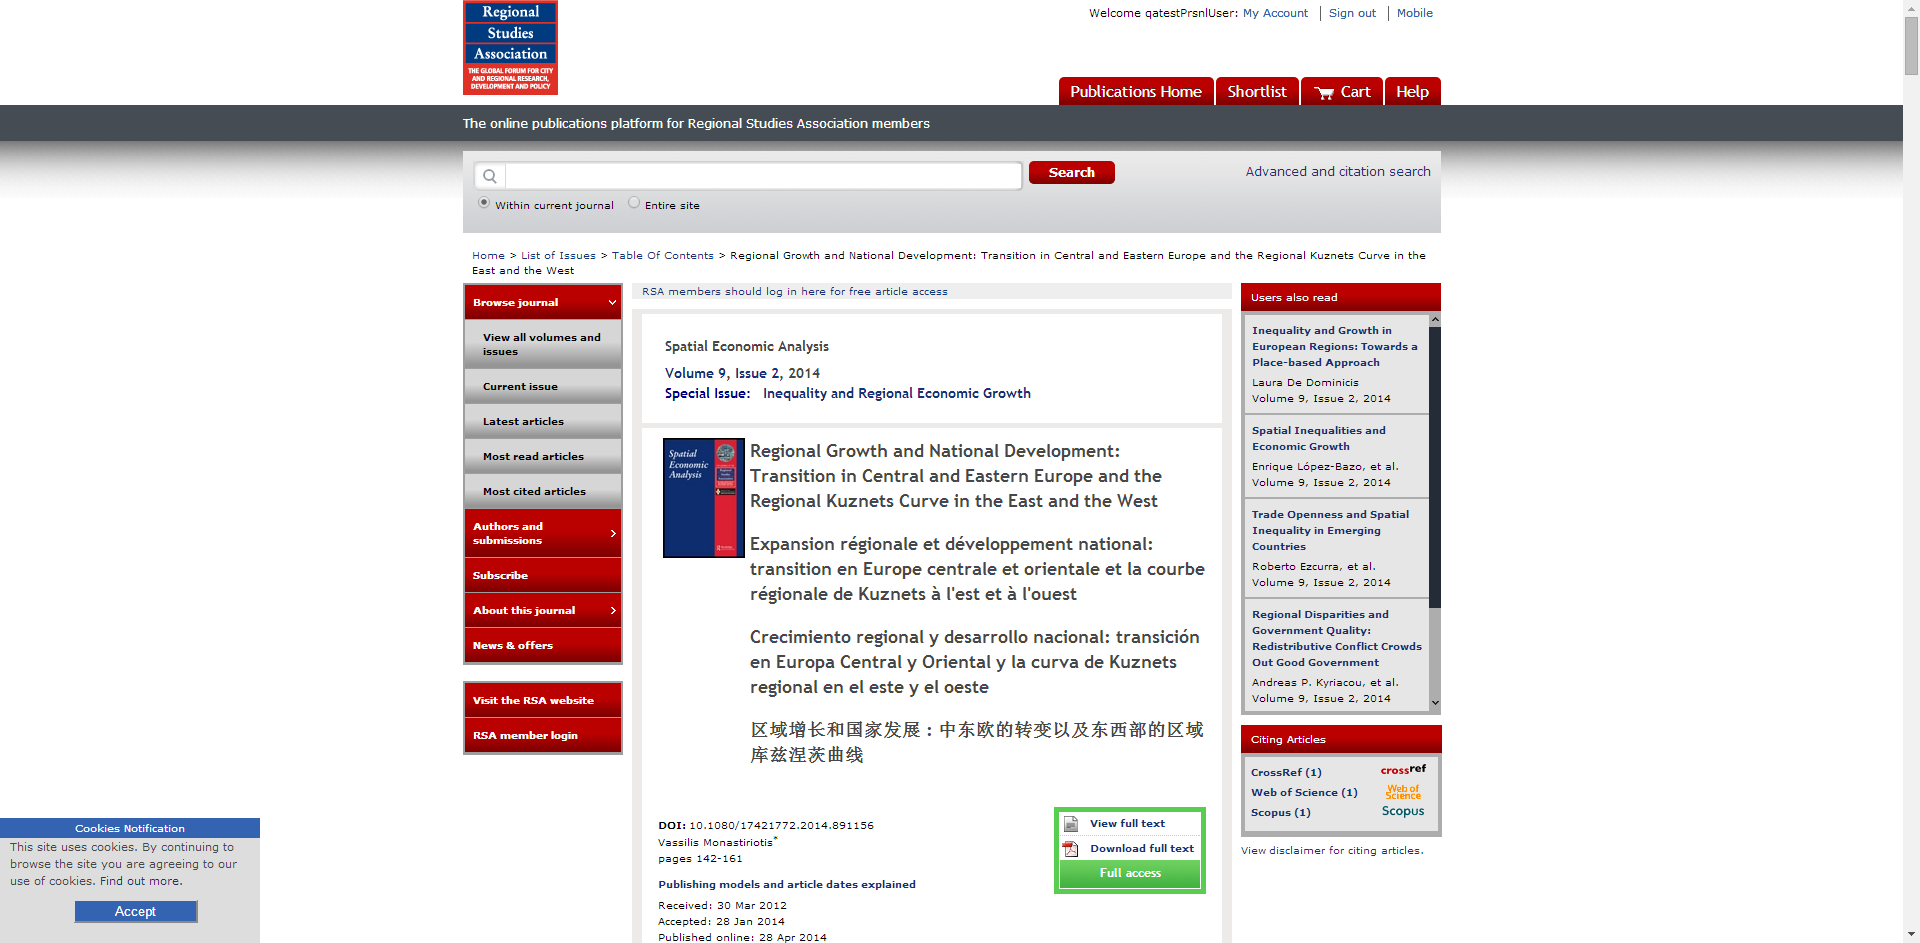 Regional
Studies
Association
THE GLOBAL FORUM FOR CITY
AND REGIONAL RESEARCH,
DEVELOPMENT AND POLICY
Welcome qatestPrsnlUser: My Account | Sign out | Mobile
Publications Home
Shortlist
Cart
Help
The online publications platform for Regional Studies Association members
Search
Advanced and citation search
Within current journal
Entire site
Home > List of Issues > Table Of Contents > Regional Growth and National Development: Transition in Central and Eastern Europe and the Regional Kuznets Curve in the
East and the West
Browse journal
View all volumes and
issues
Current issue
Latest articles
Most read articles
Most cited articles
Authors and
submissions
Subscribe
About this journal
News & offers
Visit the RSA website
RSA member login
RSA members should log in here for free article access
Spatial Economic Analysis
Volume 9, Issue 2, 2014
Special Issue: Inequality and Regional Economic Growth
Spatial
Economic
Analysis
Regional Growth and National Development:
Transition in Central and Eastern Europe and the
Regional Kuznets Curve in the East and the West
Expansion régionale et développement national:
transition en Europe centrale et orientale et la courbe
régionale de Kuznets à l'est et à l'ouest
Crecimiento regional y desarrollo nacional: transición
en Europa Central y Oriental y la curva de Kuznets
regional en el este y el oeste
区域增长和国家发展：中东欧的转变以及东西部的区域
库兹涅茨曲线
DOI: 10.1080/17421772.2014.891156
Vassilis Monastiriotis*
pages 142-161
Publishing models and article dates explained
Received: 30 Mar 2012
Accepted: 28 Jan 2014
Published online: 28 Apr 2014
View full text
Download full text
Full access
Users also read
Inequality and Growth in
European Regions: Towards a
Place-based Approach
Laura De Dominicis
Volume 9, Issue 2, 2014
Spatial Inequalities and
Economic Growth
Enrique López-Bazo, et al.
Volume 9, Issue 2, 2014
Trade Openness and Spatial
Inequality in Emerging
Countries
Roberto Ezcurra, et al.
Volume 9, Issue 2, 2014
Regional Disparities and
Government Quality:
Redistributive Conflict Crowds
Out Good Government
Andreas P. Kyriacou, et al.
Volume 9, Issue 2, 2014
Citing Articles
CrossRef (1)
crossref
Web of Science (1)
Web of
Science
Scopus (1)
Scopus
View disclaimer for citing articles.
Cookies Notification
This site uses cookies. By continuing to
browse the site you are agreeing to our
use of cookies. Find out more.
Accept